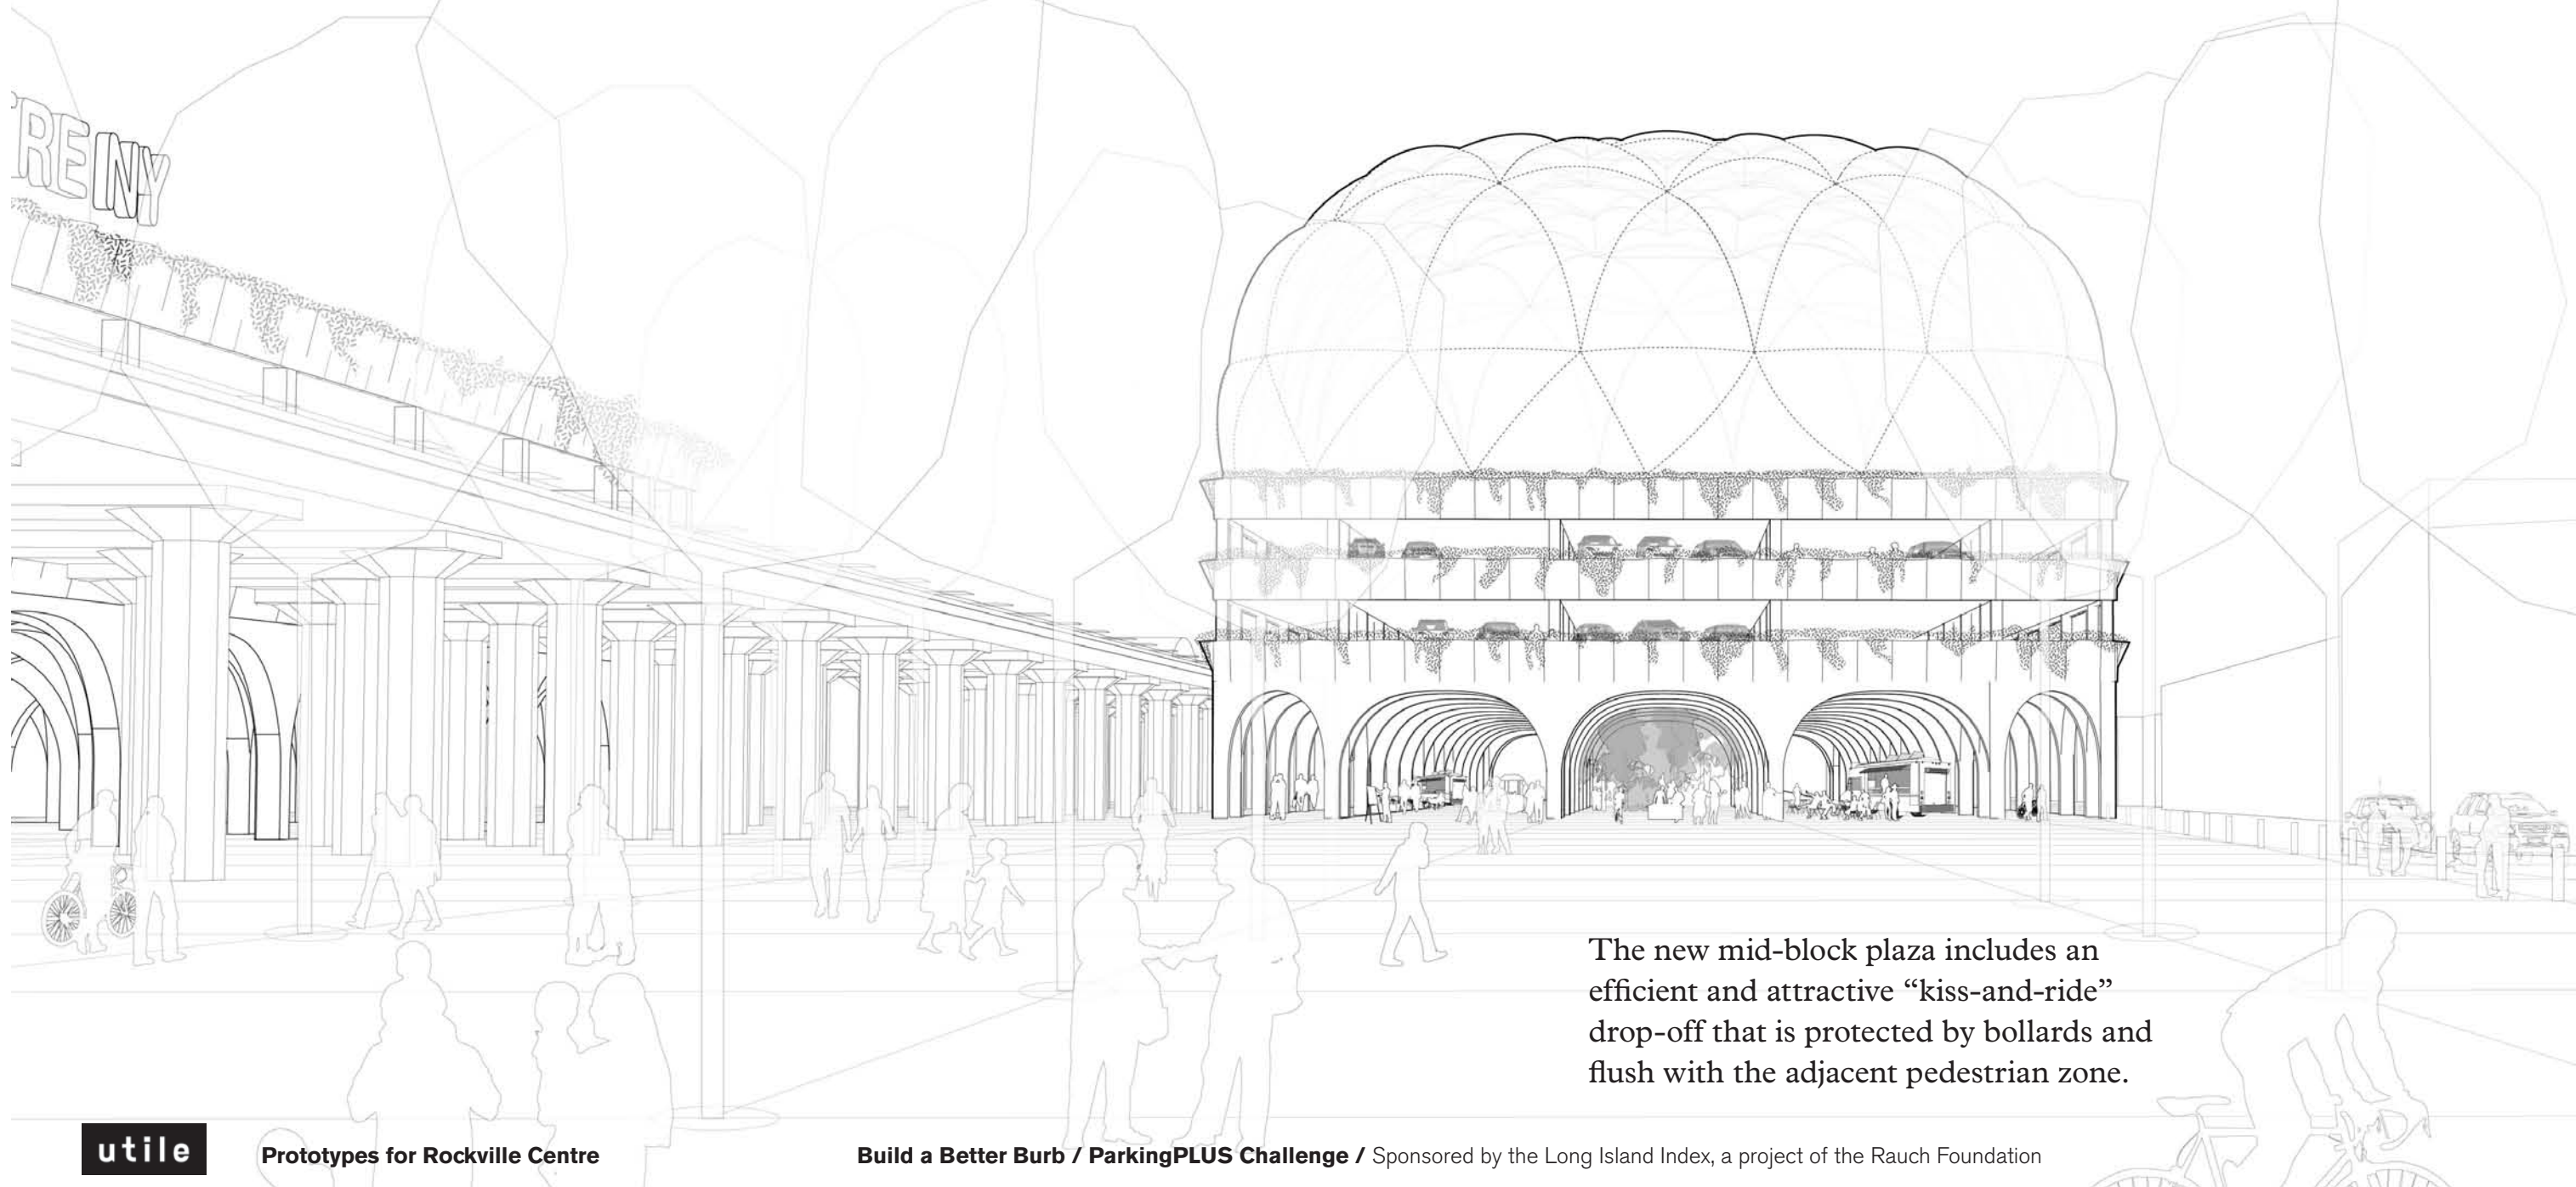 RE NY
The new mid-block plaza includes an
efficient and attractive “kiss-and-ride”
drop-off that is protected by bollards and
flush with the adjacent pedestrian zone.
utile
Prototypes for Rockville Centre
Build a Better Burb / ParkingPLUS Challenge / Sponsored by the Long Island Index, a project of the Rauch Foundation